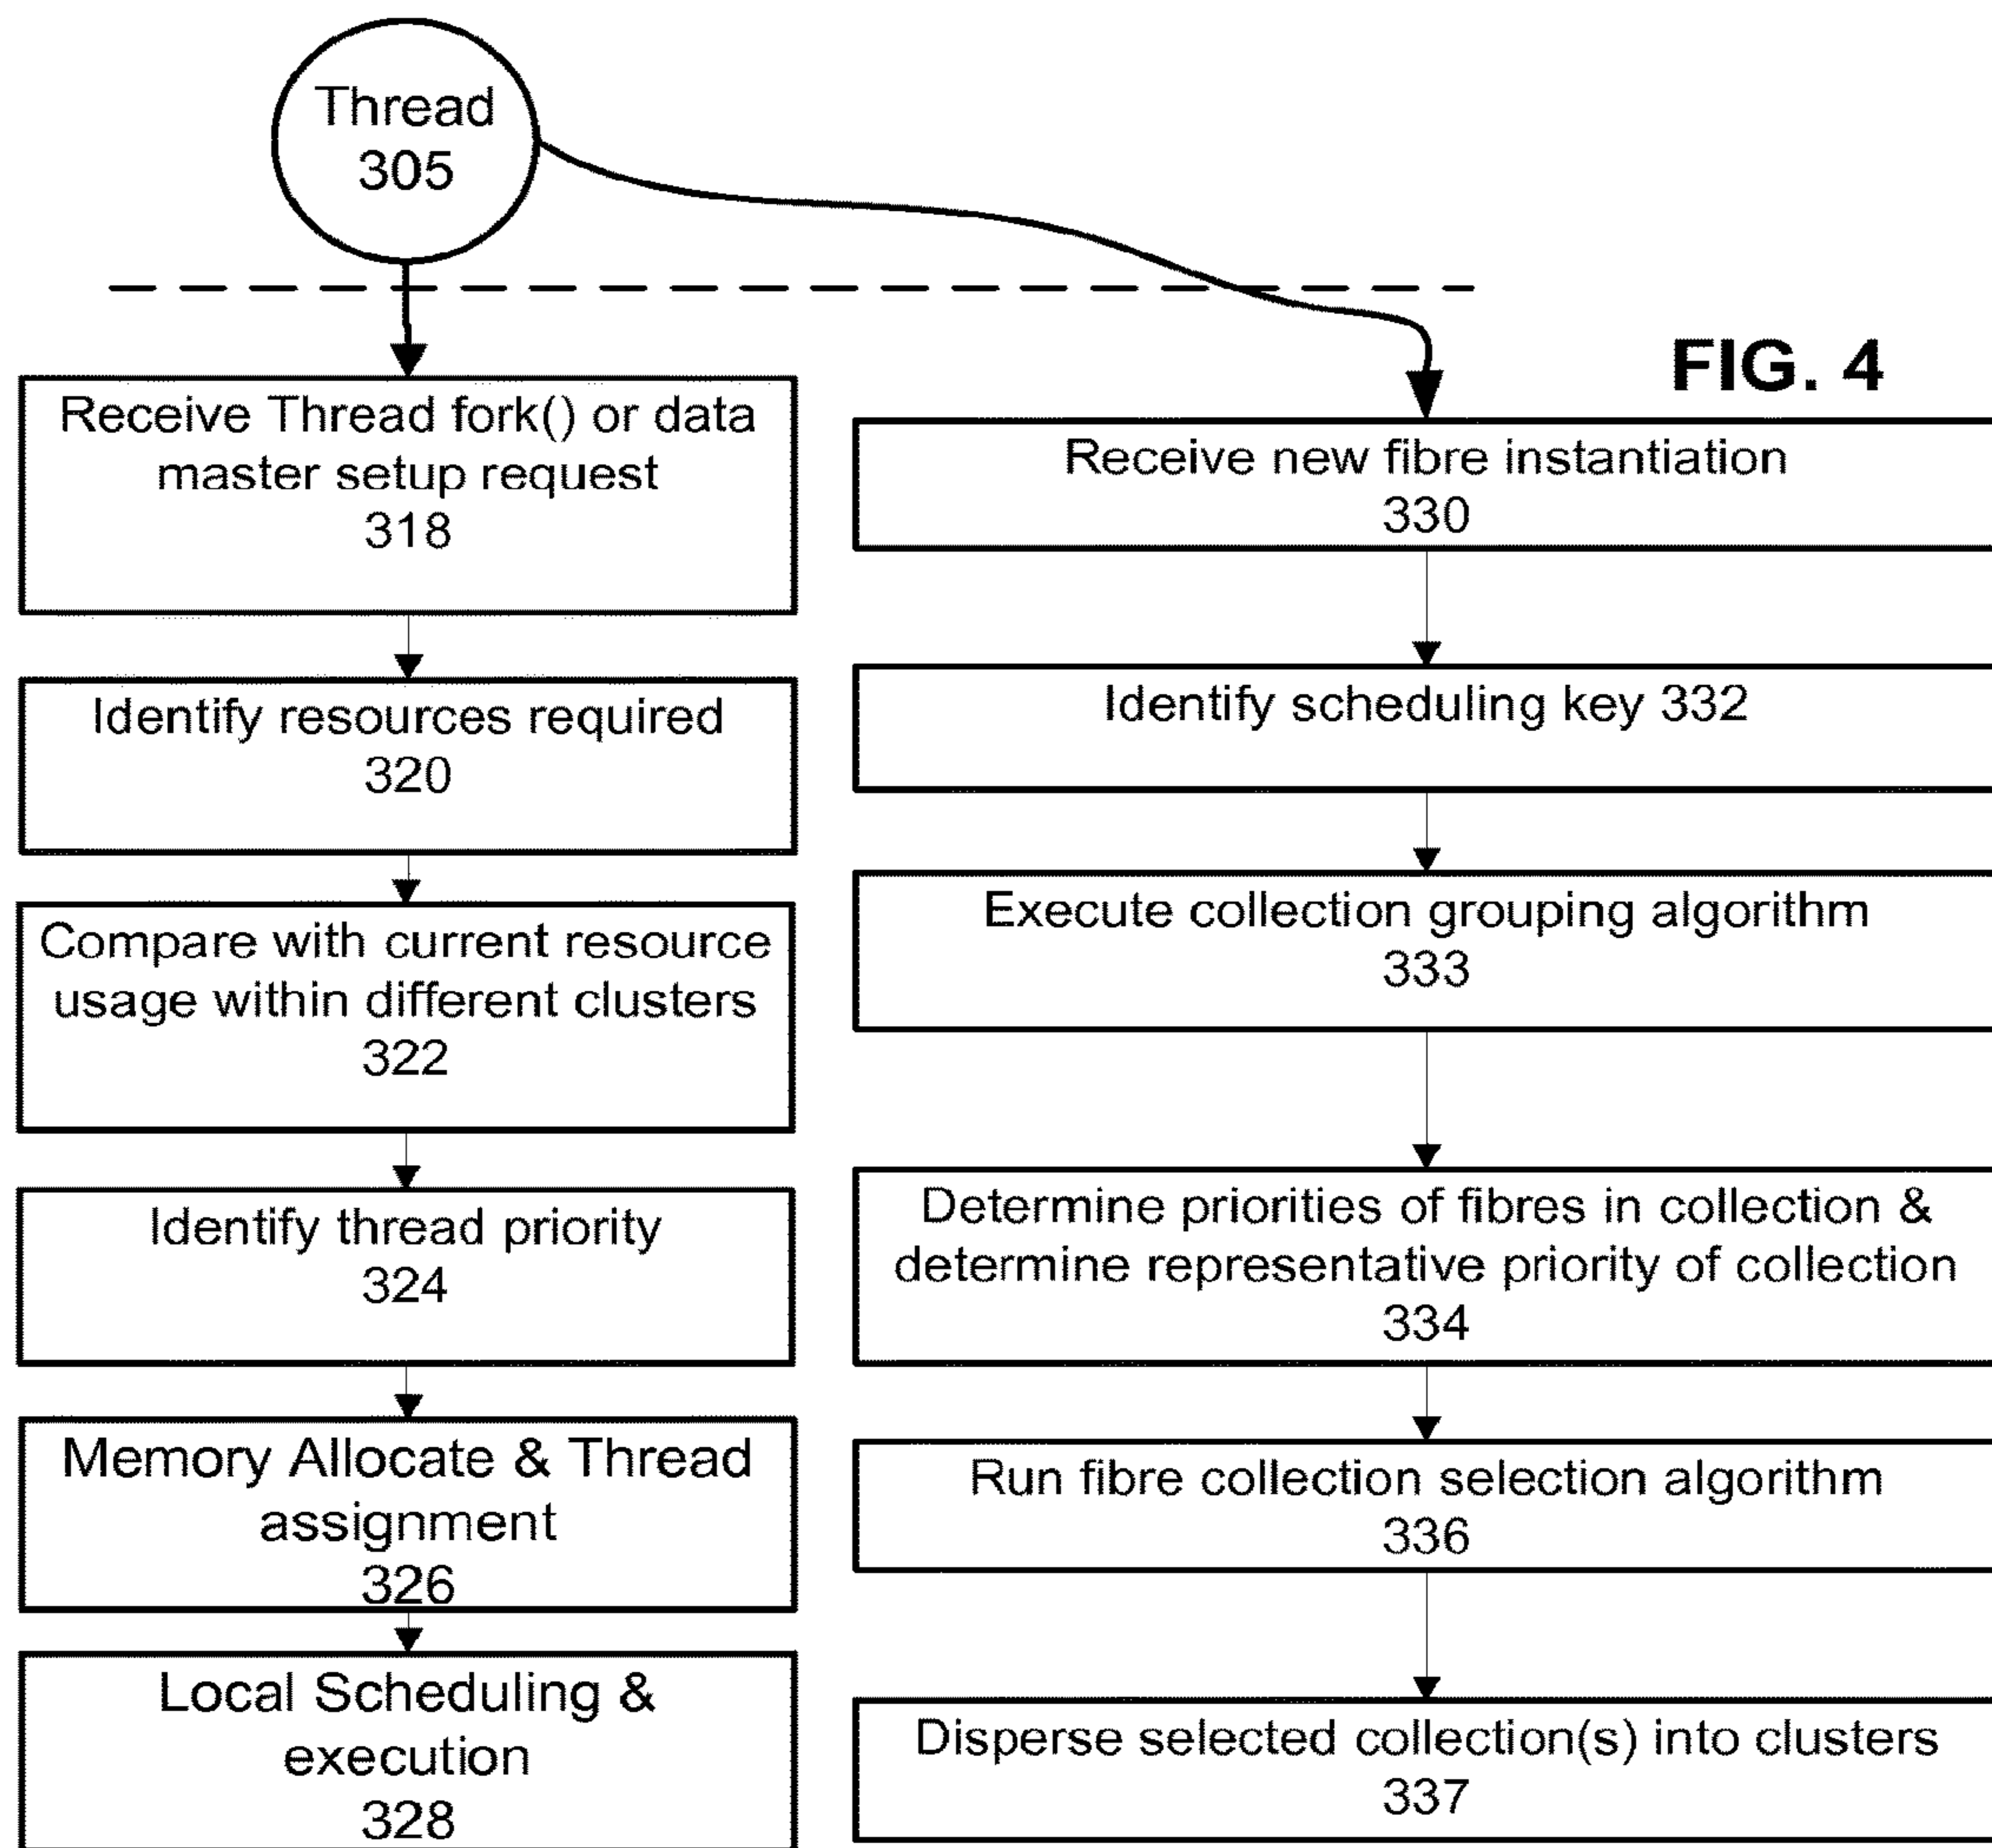 Thread
305
FIG. 4
Receive Thread fork() or data
master setup request
318
Identify resources required
320
Compare with current resource
usage within different clusters
322
Identify thread priority
324
Memory Allocate & Thread
assignment
326
Local Scheduling &
execution
328
Receive new fibre instantiation
330
Identify scheduling key 332
Execute collection grouping algorithm
333
Determine priorities of fibres in collection &
determine representative priority of collection
334
Run fibre collection selection algorithm
336
Disperse selected collection(s) into clusters
337